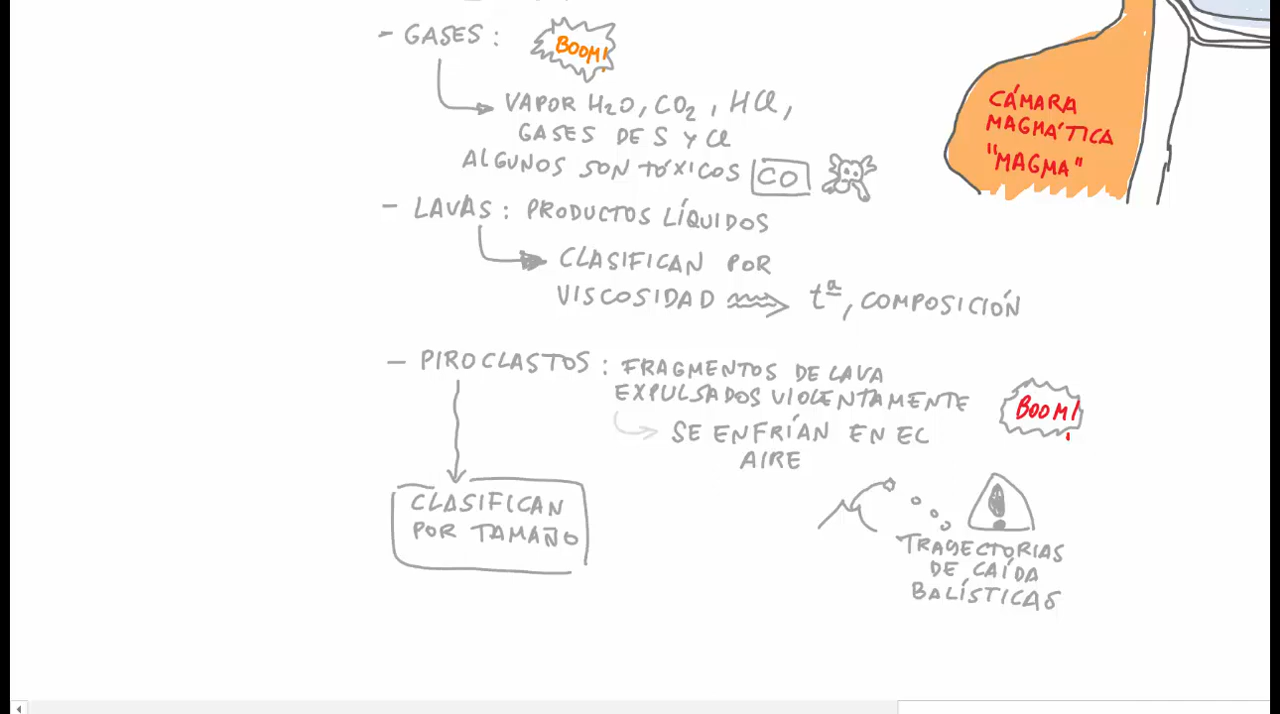 - GASES :
BOOM!
VAPOR H₂O, CO₂, HCl,
GASES DE S Y Cl
ALGUNOS SON TÓXICOS CO
- LAVAS : PRODUCTOS LÍQUIDOS
CLASIFICAN POR
VISCOSIDAD tª, COMPOSICIÓN
- PIROCLASTOS : FRAGMENTOS DE LAVA
EXPULSADOS VIOLENTAMENTE
BOOM!
SE ENFRÍAN EN EL
AIRE
CLASIFICAN
POR TAMAÑO
TRAYECTORIAS
DE CAÍDA
BALÍSTICAS
CÁMARA
MAGMÁTICA
"MAGMA"